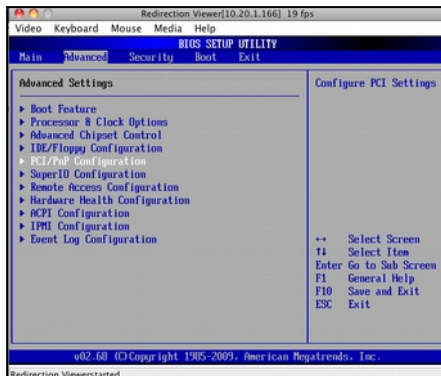 Redirection Viewer[10.20.1.166] 19 fps
Video Keyboard Mouse Media Help
BIOS SETUP UTILITY
Main Advanced Security Boot Exit
Advanced Settings
▶ Boot Feature
▶ Processor & Clock Options
▶ Advanced Chipset Control
▶ IDE/Floppy Configuration
▶ PCI/PnP Configuration
▶ SuperIO Configuration
▶ Remote Access Configuration
▶ Hardware Health Configuration
▶ ACPI Configuration
▶ IPMI Configuration
▶ Event Log Configuration
Configure PCI Settings
↔ Select Screen
↑↓ Select Item
Enter Go to Sub Screen
F1 General Help
F10 Save and Exit
ESC Exit
v02.68 (C)Copyright 1985-2009, American Megatrends, Inc.
Redirection Viewerstarted